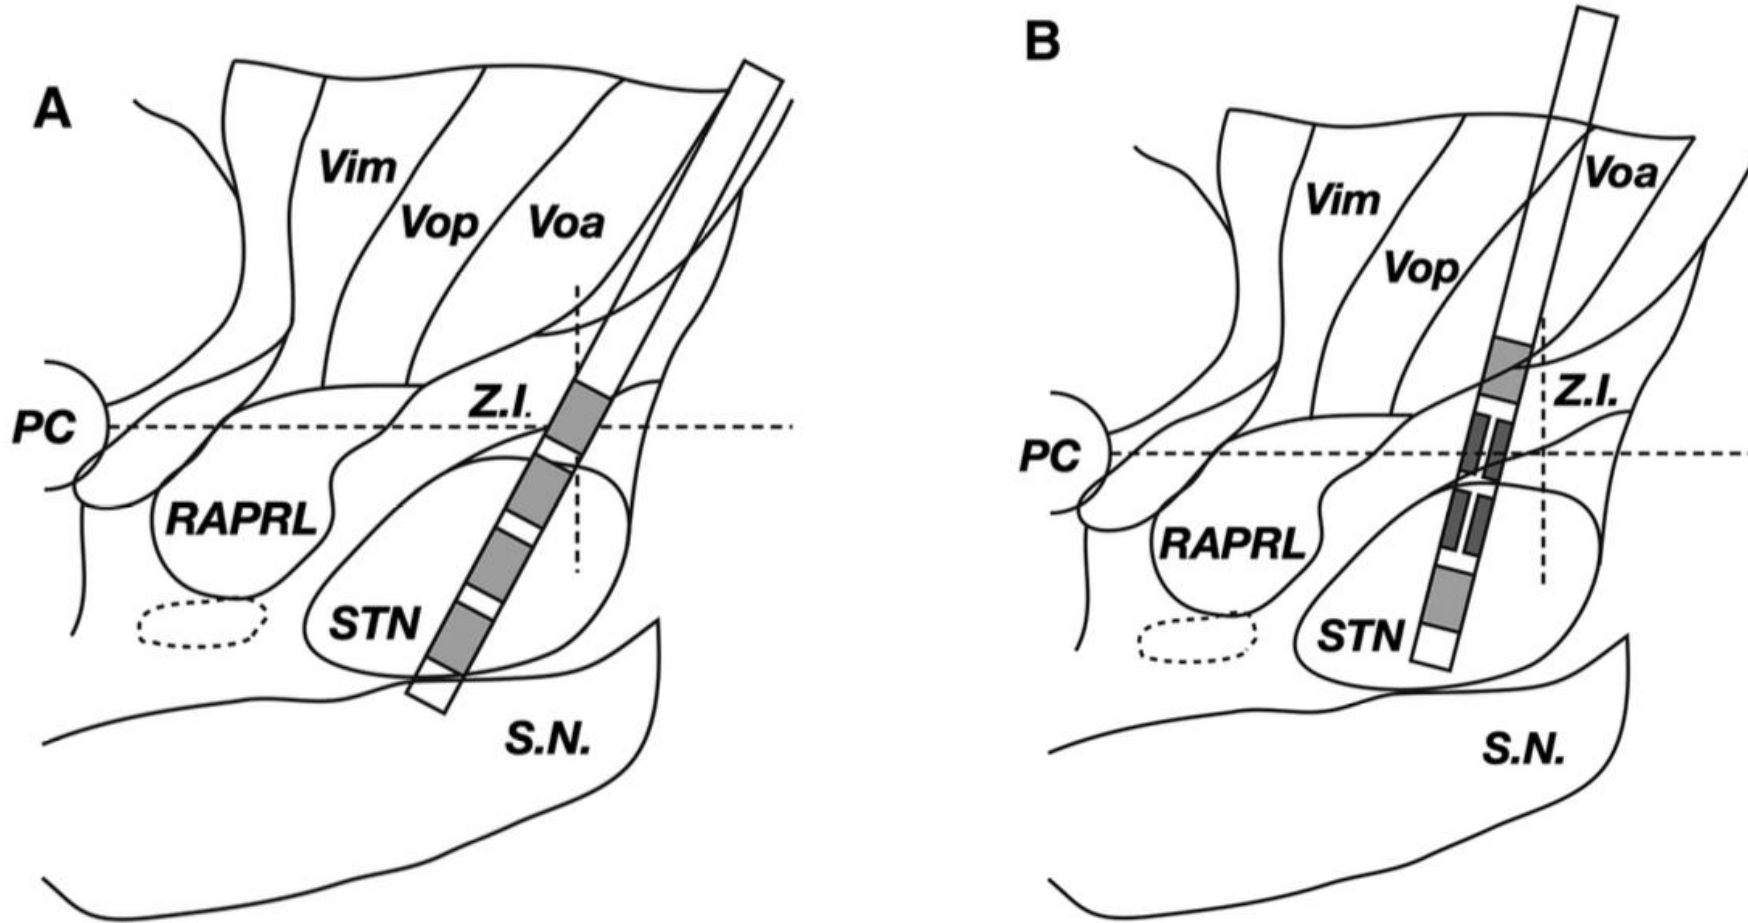 A
Vim
Vop
Voa
Z.I.
PC
RAPRL
STN
S.N.
B
Voa
Vim
Vop
Z.I.
PC
RAPRL
STN
S.N.